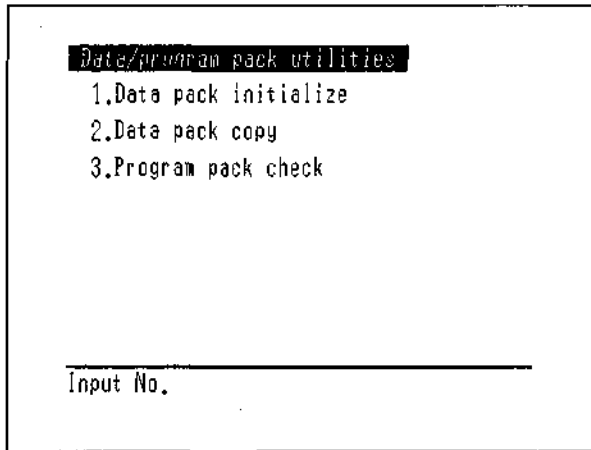 Data/program pack utilities
1.Data pack initialize
2.Data pack copy
3.Program pack check
Input No.